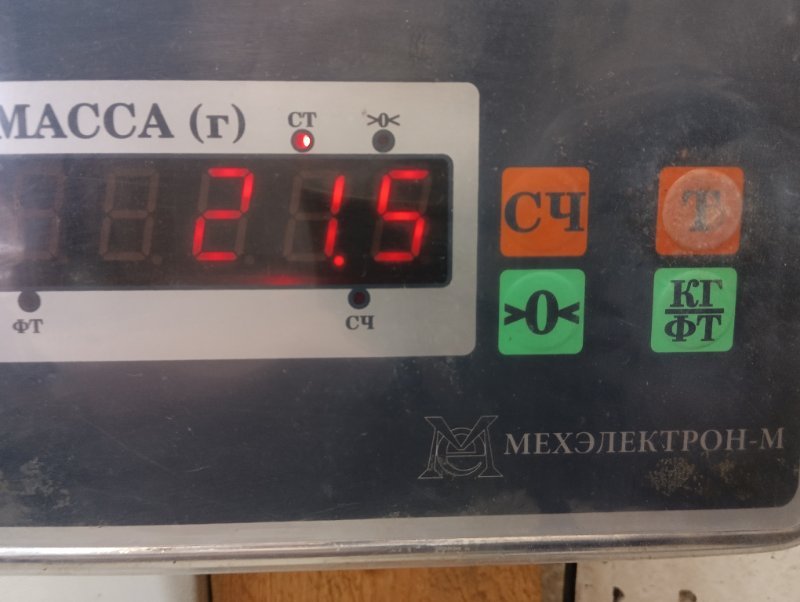 МАССА (г)
СТ
>0<
21.5
ФТ
СЧ
СЧ
Т
>0<
КГ
ФТ
МЕХЭЛЕКТРОН-М